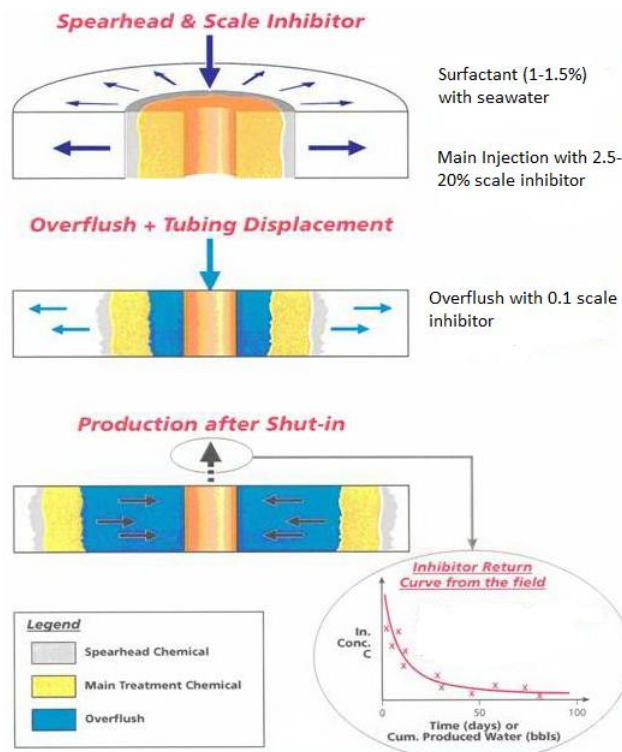 Spearhead & Scale Inhibitor
Surfactant (1-1.5%)
with seawater
Main Injection with 2.5-
20% scale inhibitor
Overflush + Tubing Displacement
Overflush with 0.1 scale
inhibitor
Production after Shut-in
Legend
Spearhead Chemical
Main Treatment Chemical
Overflush
Inhibitor Return
Curve from the field
In.
Conc.
C
0
50
100
Time (days) or
Cum. Produced Water (bbls)